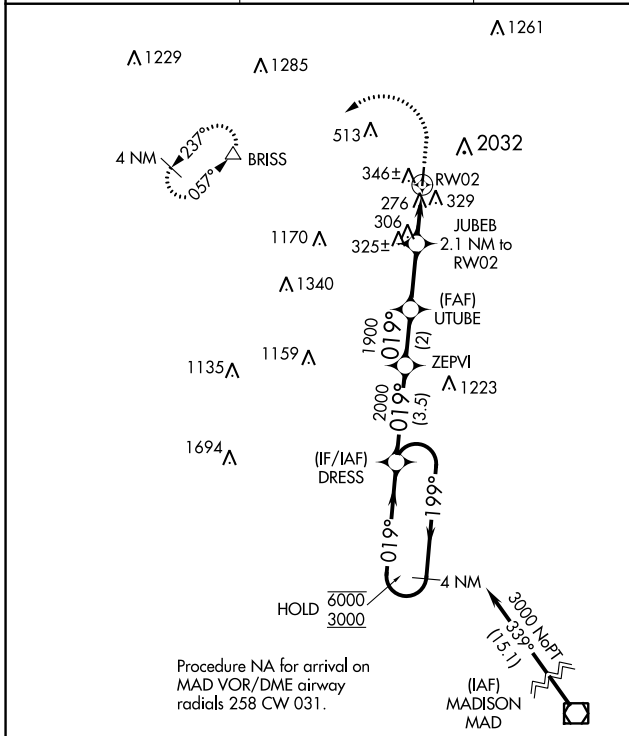 1261
1229
1285
513
2032
4 NM
237°
057°
BRISS
346±
RW02
276
329
306
325±
JUBEB
2.1 NM to
RW02
1170
1340
(FAF)
UTUBE
1900
019°
(2)
ZEPVI
1159
1135
1223
2000
019°
(3.5)
1694
(IF/IAF)
DRESS
019°
199°
4 NM
HOLD
6000
3000
3000 NoPT
339°
(15.1)
Procedure NA for arrival on
MAD VOR/DME airway
radials 258 CW 031.
(IAF)
MADISON
MAD